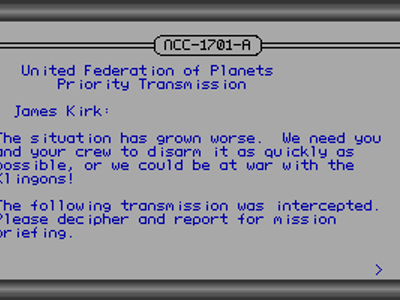 NCC-1701-A
United Federation of Planets
Priority Transmission
James Kirk:
The situation has grown worse. We need you
and your crew to disarm it as quickly as
possible, or we could be at war with the
Klingons!
The following transmission was intercepted.
Please decipher and report for mission
briefing.
>